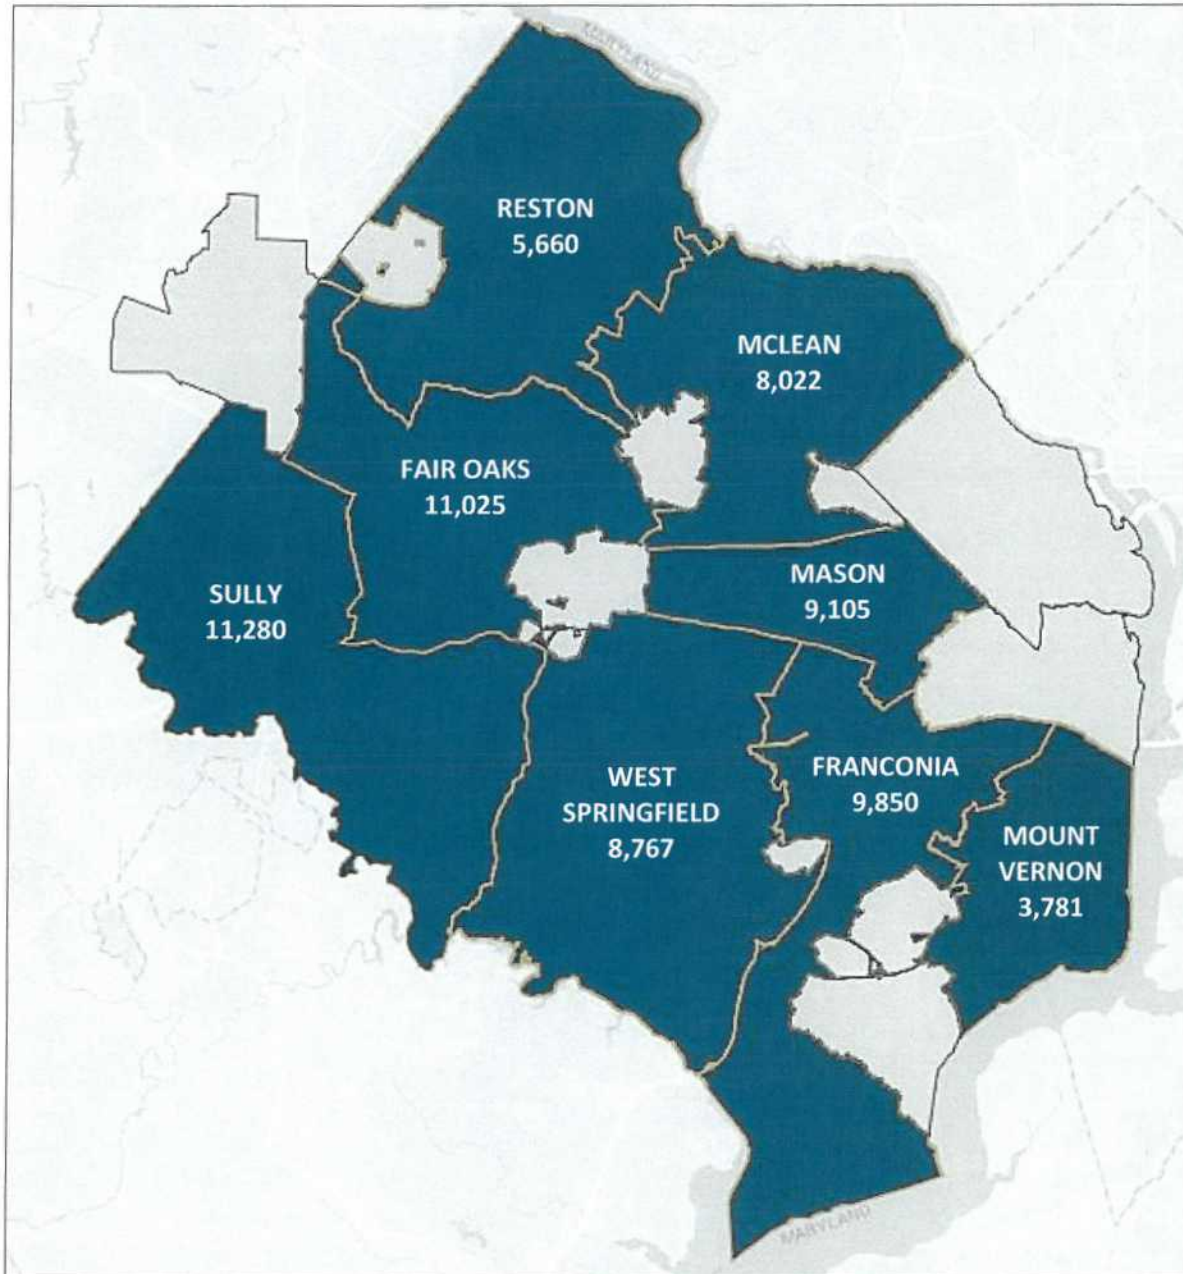 MARYLAND
RESTON
5,660
MCLEAN
8,022
FAIR OAKS
11,025
SULLY
11,280
MASON
9,105
WEST
SPRINGFIELD
8,767
FRANCONIA
9,850
MOUNT
VERNON
3,781
MARYLAND